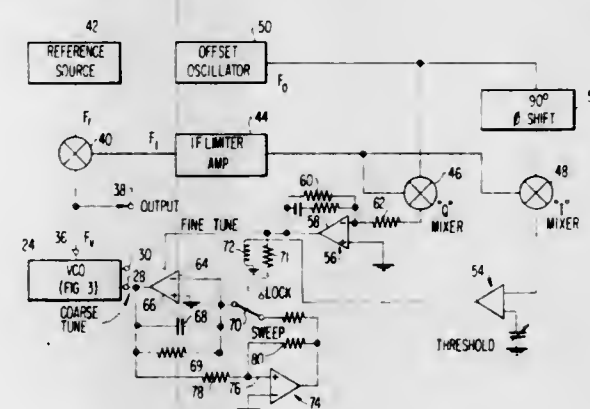 42
REFERENCE
SOURCE
50
OFFSET
OSCILLATOR
Fo
90°
Ø SHIFT
Fr
40
FI
44
IF LIMITER
AMP
46
"Q"
MIXER
48
"I"
MIXER
38
OUTPUT
60
58
62
56
FINE TUNE
24
36
Fv
30
28
VCO
(FIG 3)
COARSE
TUNE
64
66
68
69
72
71
LOCK
70
SWEEP
80
78
76
74
54
THRESHOLD